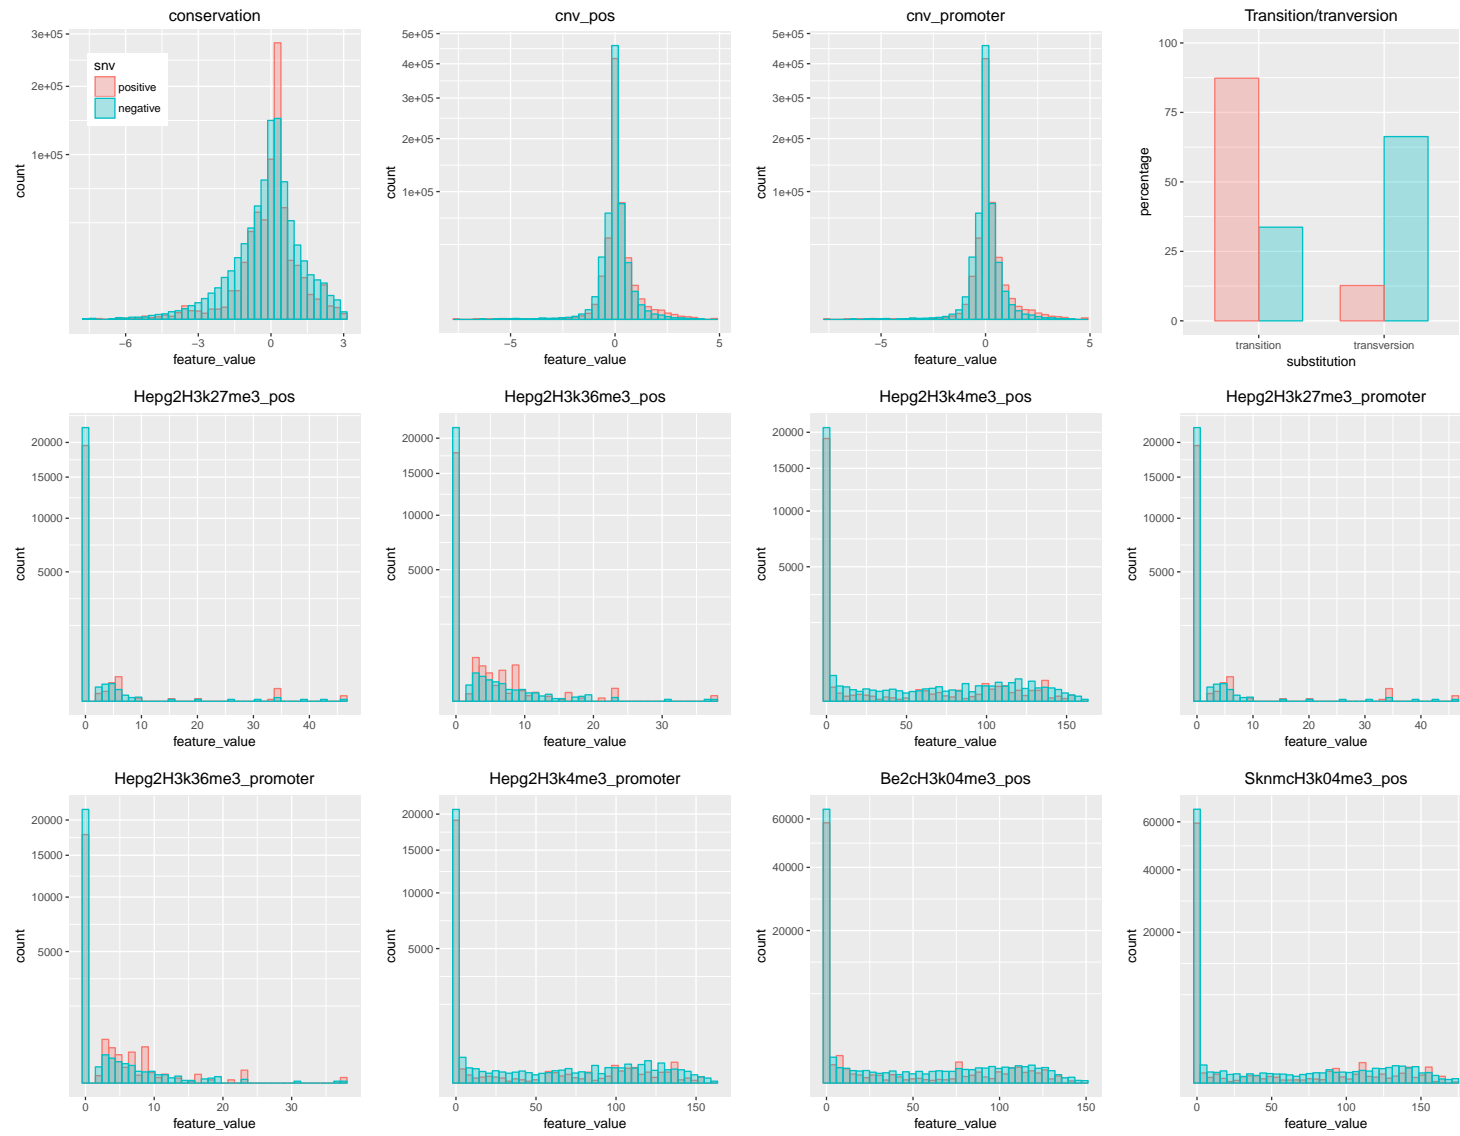 conservation
3e+05
2e+05
1e+05
count
snv
positive
negative
−6
−3
0
3
feature_value
cnv_pos
5e+05
4e+05
3e+05
2e+05
1e+05
count
−5
0
5
feature_value
cnv_promoter
5e+05
4e+05
3e+05
2e+05
1e+05
count
−5
0
5
feature_value
Transition/tranversion
100
75
50
25
0
percentage
transition
transversion
substitution
Hepg2H3k27me3_pos
20000
15000
10000
5000
count
0
10
20
30
40
feature_value
Hepg2H3k36me3_pos
20000
15000
10000
5000
count
0
10
20
30
feature_value
Hepg2H3k4me3_pos
20000
15000
10000
5000
count
0
50
100
150
feature_value
Hepg2H3k27me3_promoter
20000
15000
10000
5000
count
0
10
20
30
40
feature_value
Hepg2H3k36me3_promoter
20000
15000
10000
5000
count
0
10
20
30
feature_value
Hepg2H3k4me3_promoter
20000
15000
10000
5000
count
0
50
100
150
feature_value
Be2cH3k04me3_pos
60000
40000
20000
count
0
50
100
150
feature_value
SknmcH3k04me3_pos
60000
40000
20000
count
0
50
100
150
feature_value